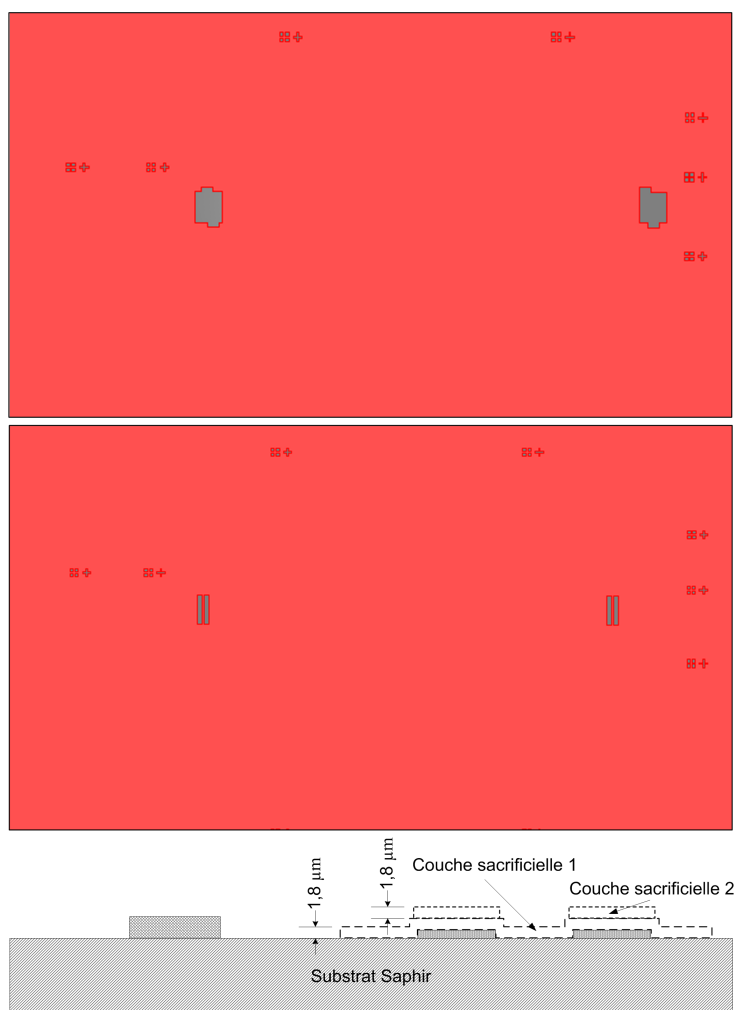 1,8 μm
1,8 μm
Couche sacrificielle 1
Couche sacrificielle 2
Substrat Saphir